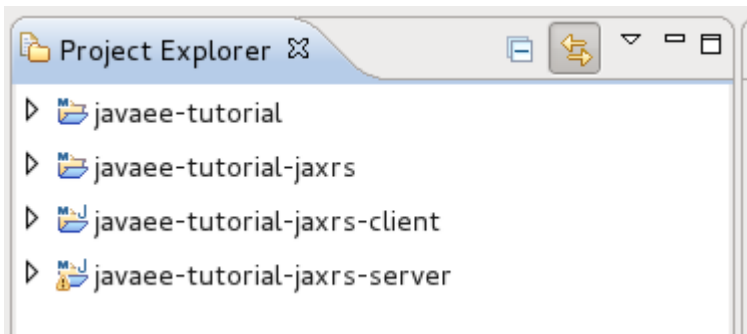 Project Explorer
javaee-tutorial
javaee-tutorial-jaxrs
javaee-tutorial-jaxrs-client
javaee-tutorial-jaxrs-server